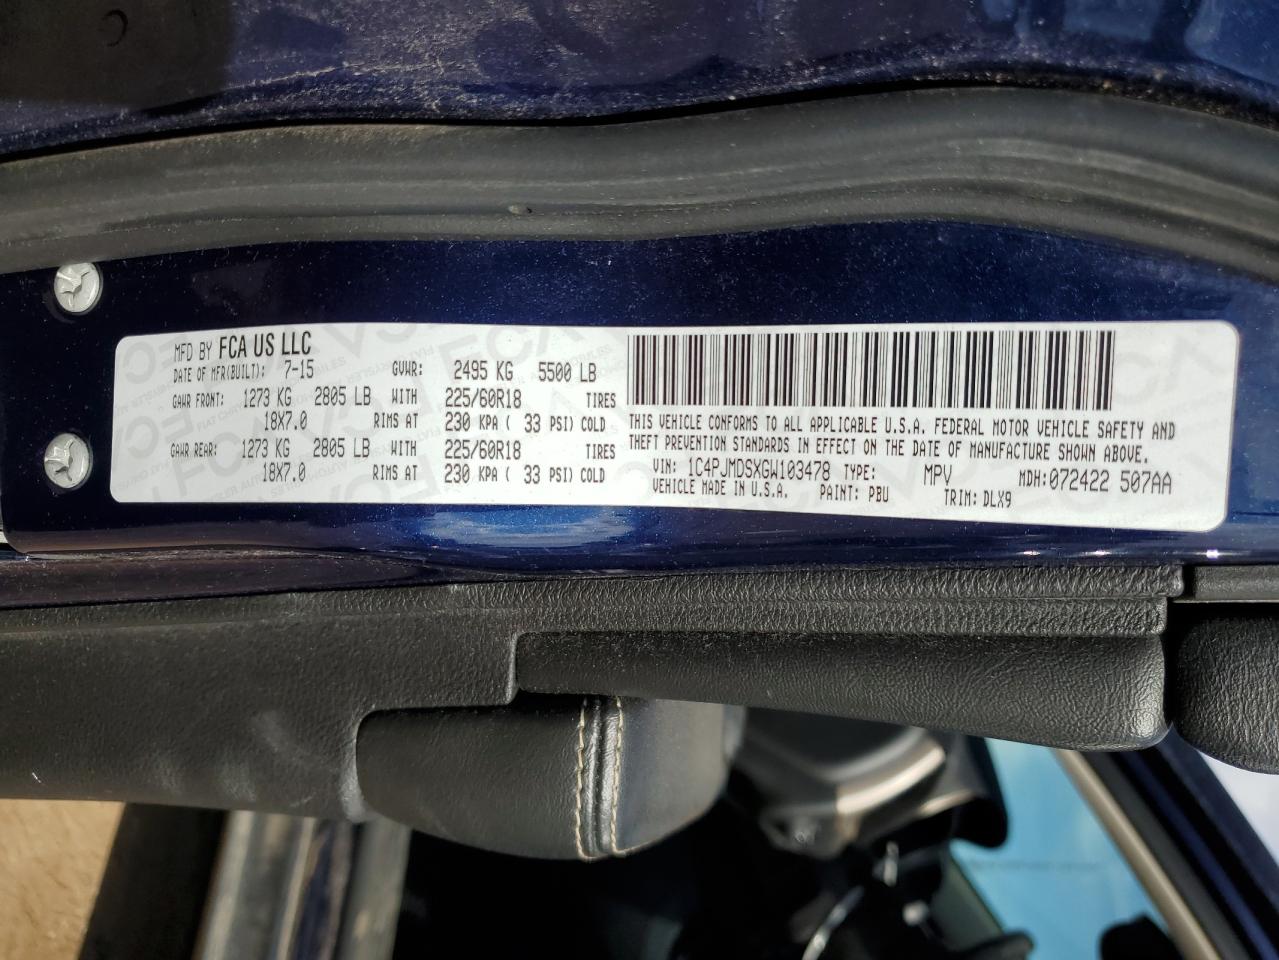 MFD BY FCA US LLC
DATE OF MFR(BUILT): 7-15 GVWR: 2495 KG 5500 LB
GAWR FRONT: 1273 KG 2805 LB WITH 225/60R18 TIRES
18X7.0 RIMS AT 230 KPA ( 33 PSI) COLD
GAWR REAR: 1273 KG 2805 LB WITH 225/60R18 TIRES
18X7.0 RIMS AT 230 KPA ( 33 PSI) COLD
THIS VEHICLE CONFORMS TO ALL APPLICABLE U.S.A. FEDERAL MOTOR VEHICLE SAFETY AND
THEFT PREVENTION STANDARDS IN EFFECT ON THE DATE OF MANUFACTURE SHOWN ABOVE.
VIN: 1C4PJMDSXGW103478 TYPE: MPV MDH: 072422 507AA
VEHICLE MADE IN U.S.A. PAINT: PBU TRIM: DLX9